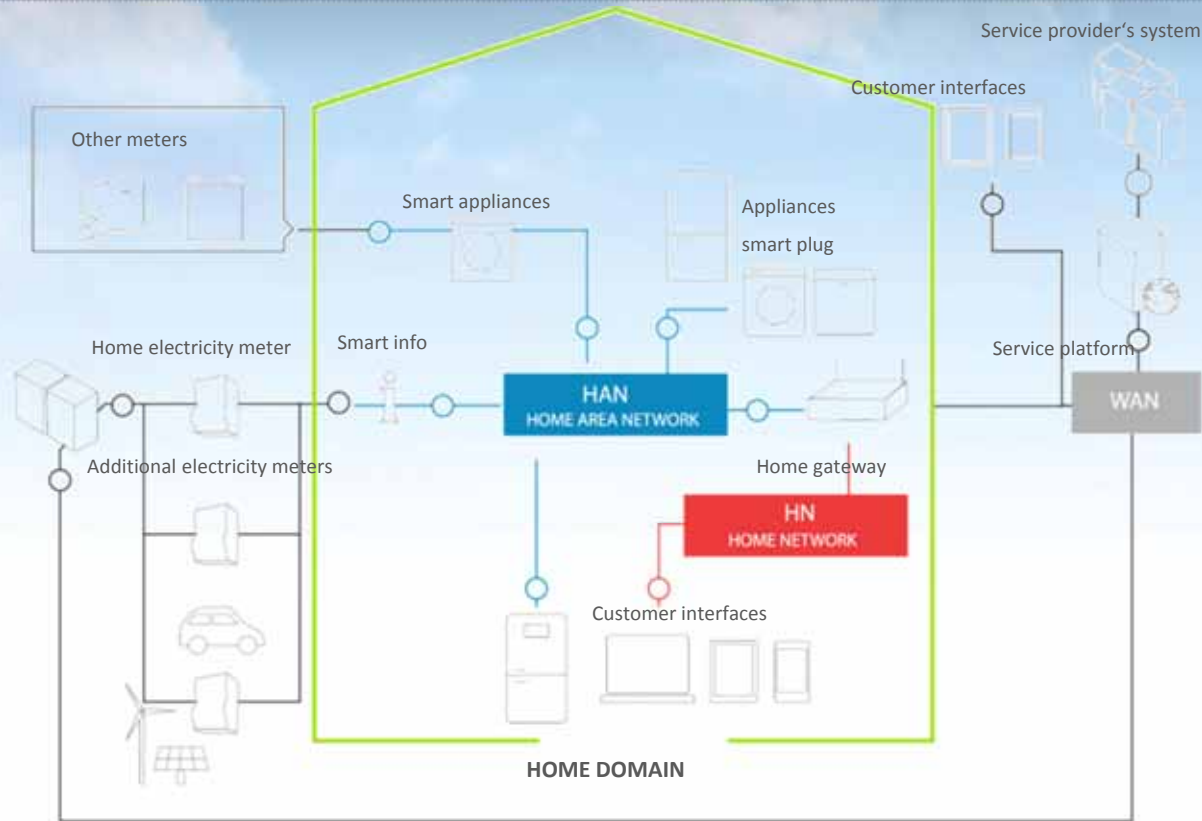 Service provider's system
Customer interfaces
Other meters
Smart appliances
Appliances
smart plug
Home electricity meter
Smart info
Service platform
HAN
HOME AREA NETWORK
WAN
Additional electricity meters
Home gateway
HN
HOME NETWORK
Customer interfaces
HOME DOMAIN